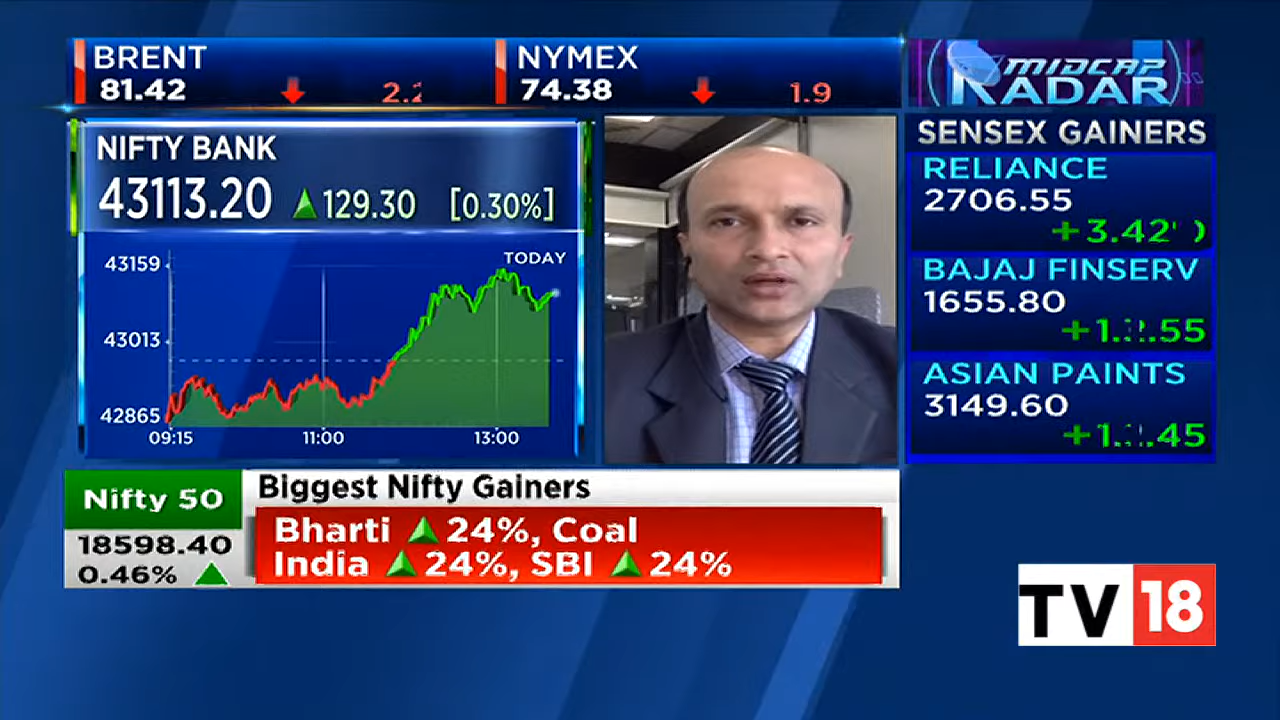 BRENT
81.42
NYMEX
74.38
1.9
MIDCAP
RADAR
NIFTY BANK
43113.20 129.30 [0.30%]
TODAY
43159
43013
42865
09:15 11:00 13:00
SENSEX GAINERS
RELIANCE
2706.55
BAJAJ FINSERV
1655.80
ASIAN PAINTS
3149.60
Nifty 50
18598.40
0.46%
Biggest Nifty Gainers
Bharti 24%, Coal
India 24%, SBI 24%
TV18